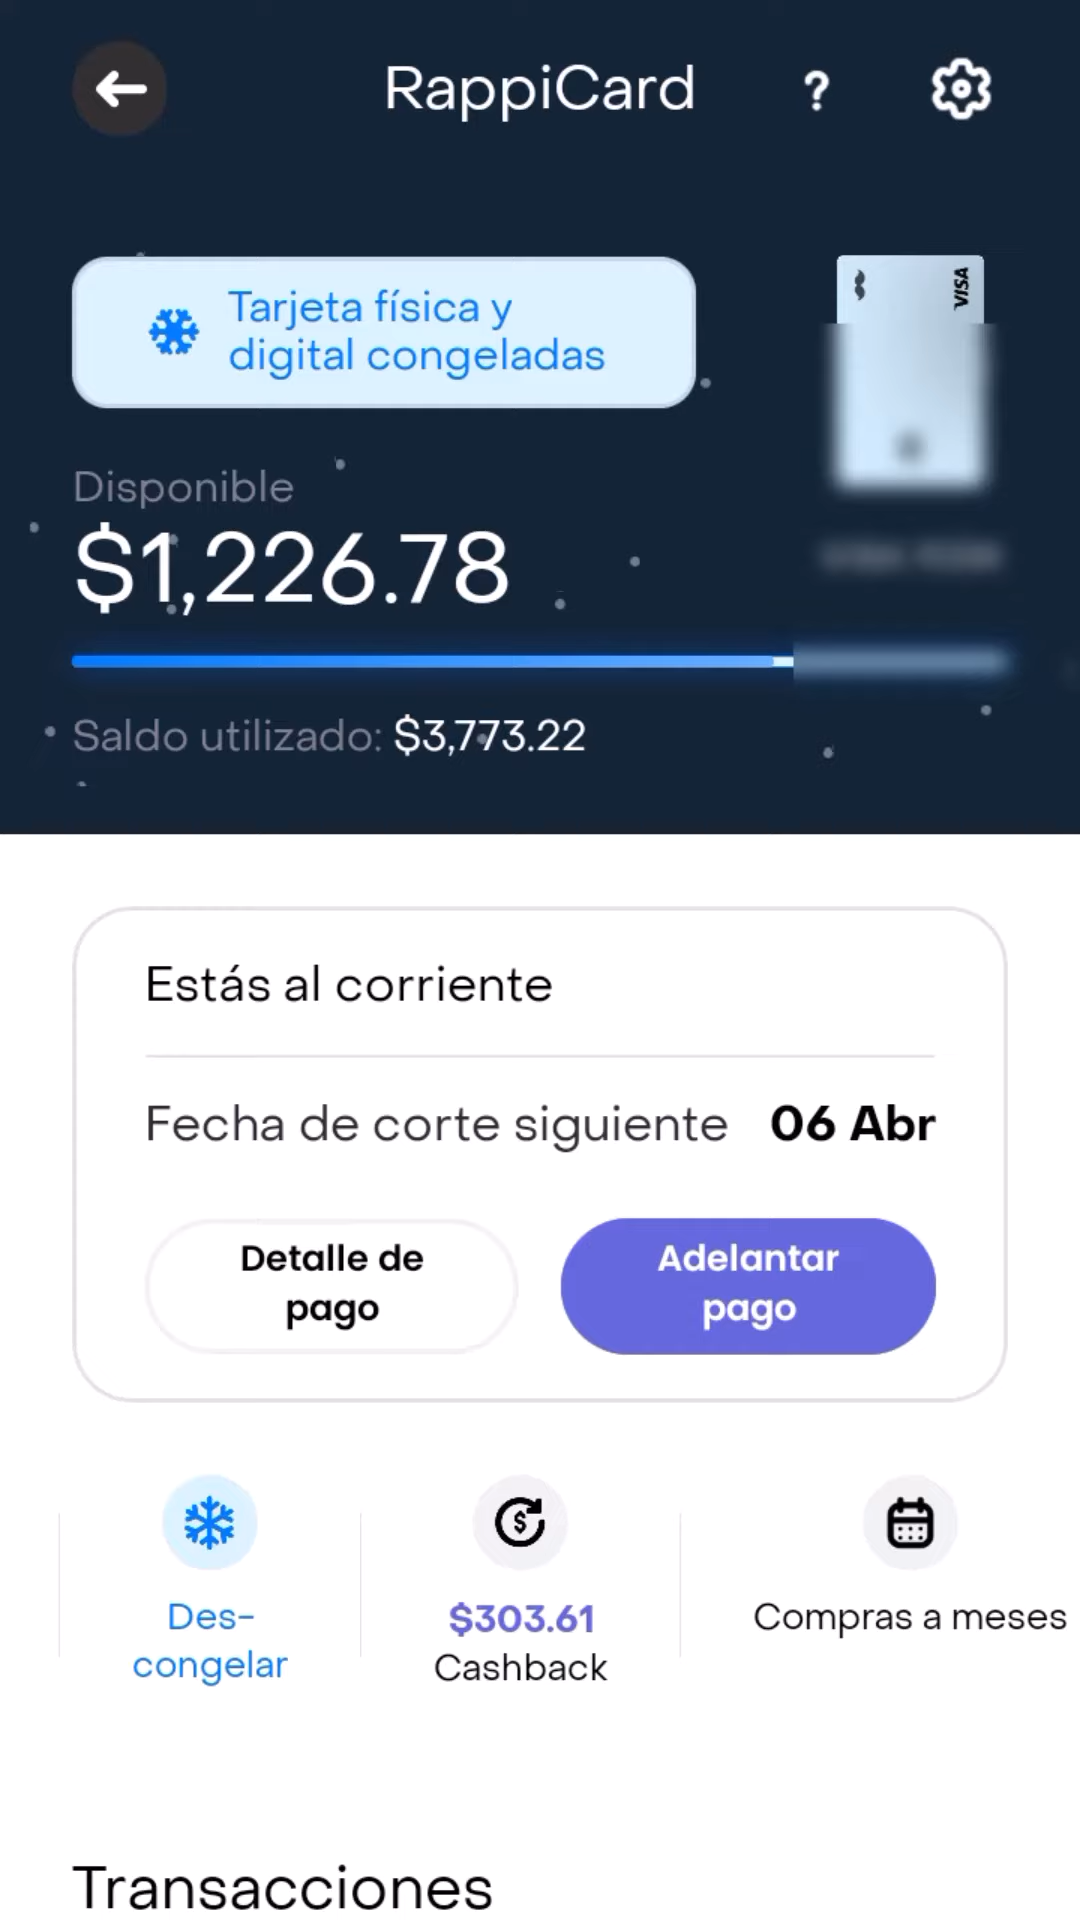 RappiCard
?
VISA
Tarjeta física y
digital congeladas
Disponible
$1,226.78
Saldo utilizado: $3,773.22
Estás al corriente
Fecha de corte siguiente 06 Abr
Detalle de
pago
Adelantar
pago
Des-
congelar
$303.61
Cashback
Compras a meses
Transacciones